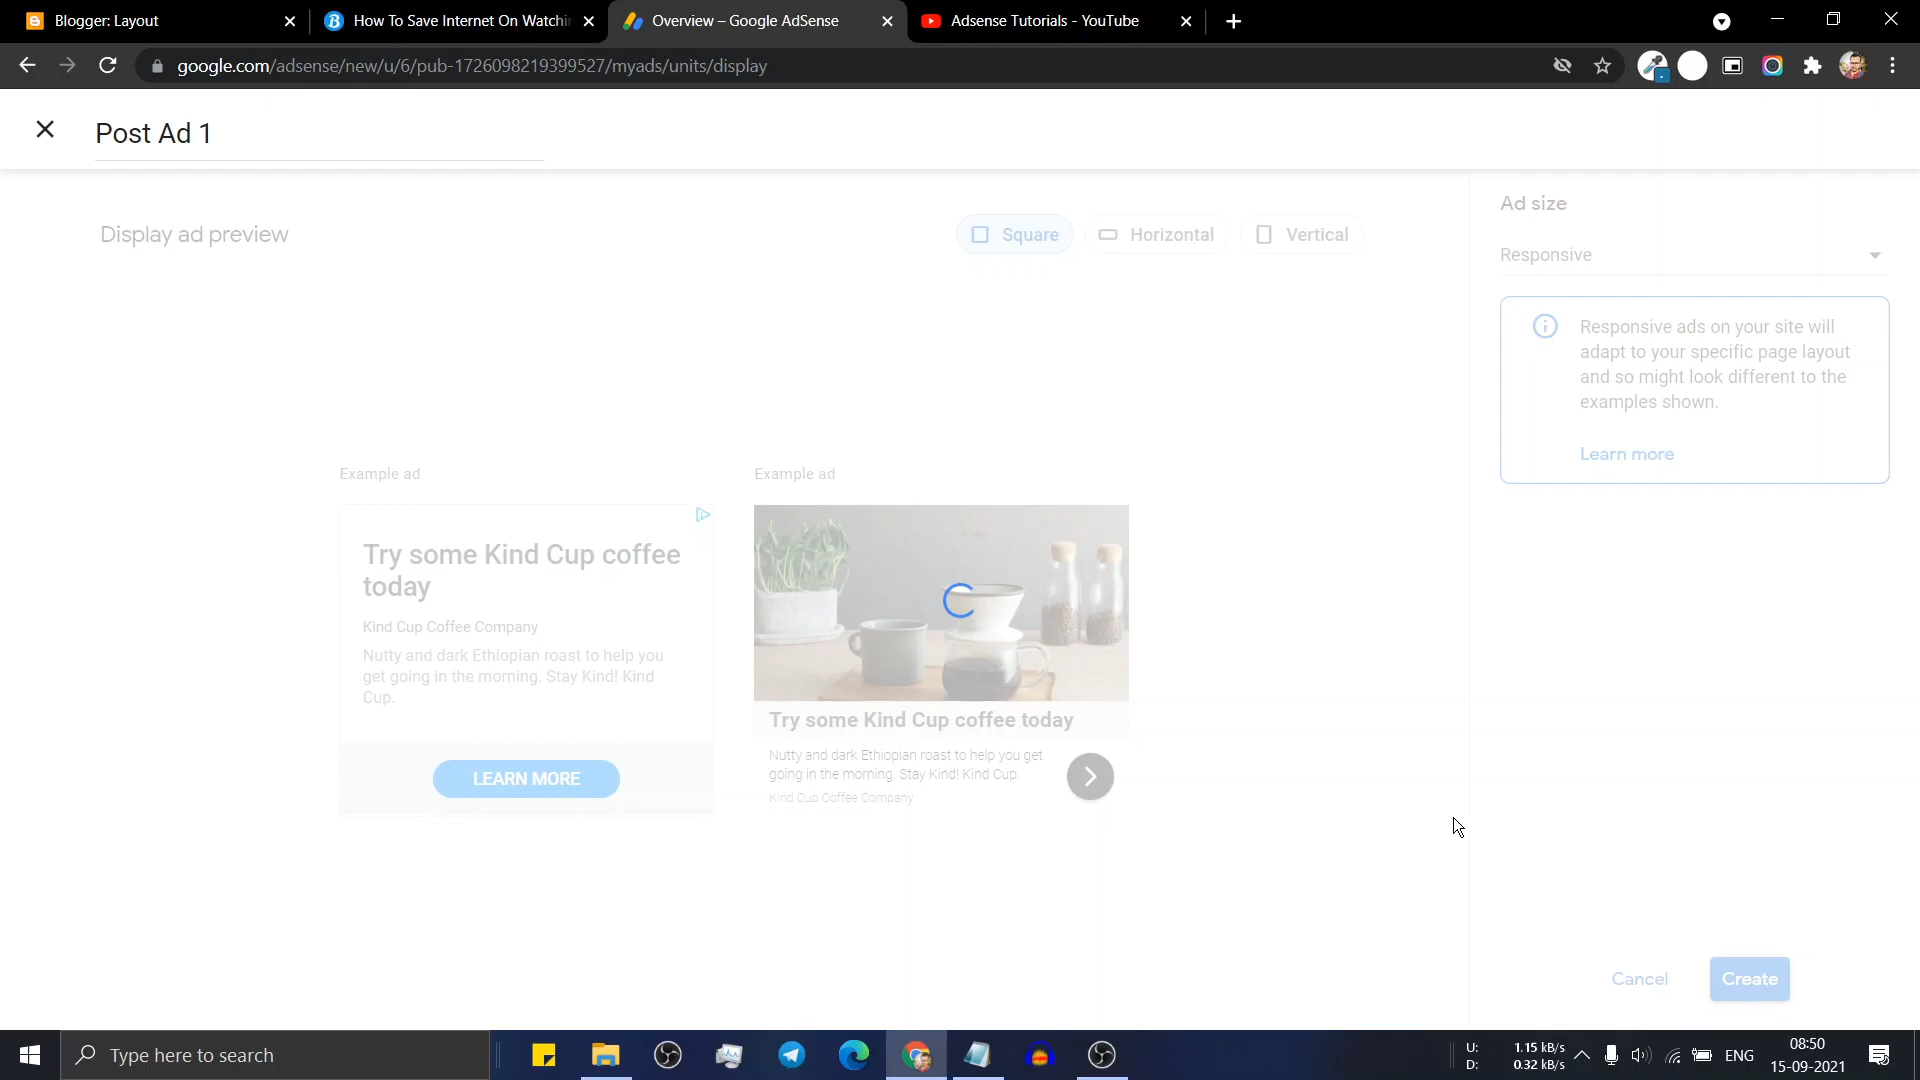 Blogger: Layout
How To Save Internet On Watchin
Overview – Google AdSense
Adsense Tutorials - YouTube
google.com/adsense/new/u/6/pub-1726098219399527/myads/units/display
Post Ad 1
Display ad preview
Square
Horizontal
Vertical
Ad size
Responsive
Responsive ads on your site will
adapt to your specific page layout
and so might look different to the
examples shown.
Learn more
Example ad
Try some Kind Cup coffee
today
Kind Cup Coffee Company
Nutty and dark Ethiopian roast to help you
get going in the morning. Stay Kind! Kind
Cup.
LEARN MORE
Example ad
Try some Kind Cup coffee today
Nutty and dark Ethiopian roast to help you get
going in the morning. Stay Kind! Kind Cup.
Kind Cup Coffee Company
Cancel
Create
Type here to search
U: 1.15 kB/s
D: 0.32 kB/s
ENG
08:50
15-09-2021